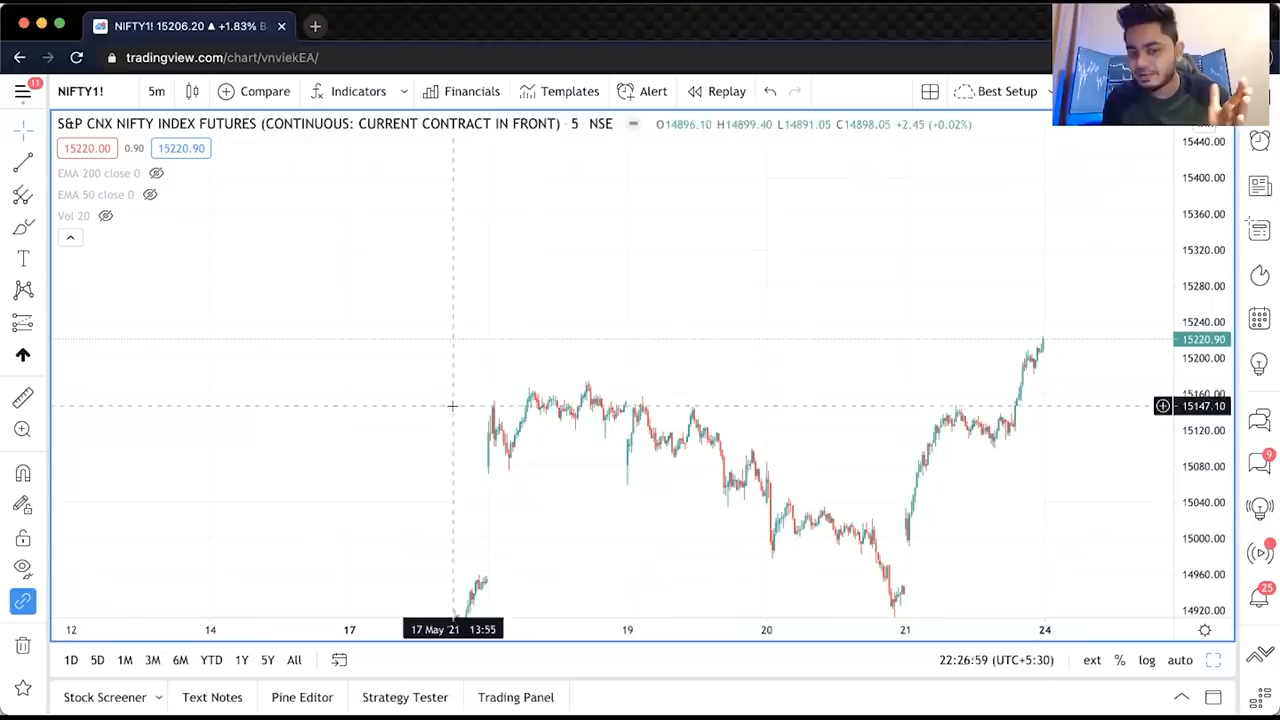 NIFTY1! 15206.20 ▲ +1.83% B
tradingview.com/chart/vnviekEA/
11
NIFTY1! 5m Compare Indicators Financials Templates Alert Replay Best Setup
S&P CNX NIFTY INDEX FUTURES (CONTINUOUS: CURRENT CONTRACT IN FRONT) · 5 · NSE O14896.10 H14899.40 L14891.05 C14898.05 +2.45 (+0.02%)
15220.00 0.90 15220.90
EMA 200 close 0
EMA 50 close 0
Vol 20
15440.00
15400.00
15360.00
15320.00
15280.00
15240.00
15220.90
15200.00
15160.00
15147.10
15120.00
15080.00
15040.00
15000.00
14960.00
14920.00
12 14 17 17 May '21 13:55 19 20 21 24
9
25
1D 5D 1M 3M 6M YTD 1Y 5Y All 22:26:59 (UTC+5:30) ext % log auto
Stock Screener Text Notes Pine Editor Strategy Tester Trading Panel